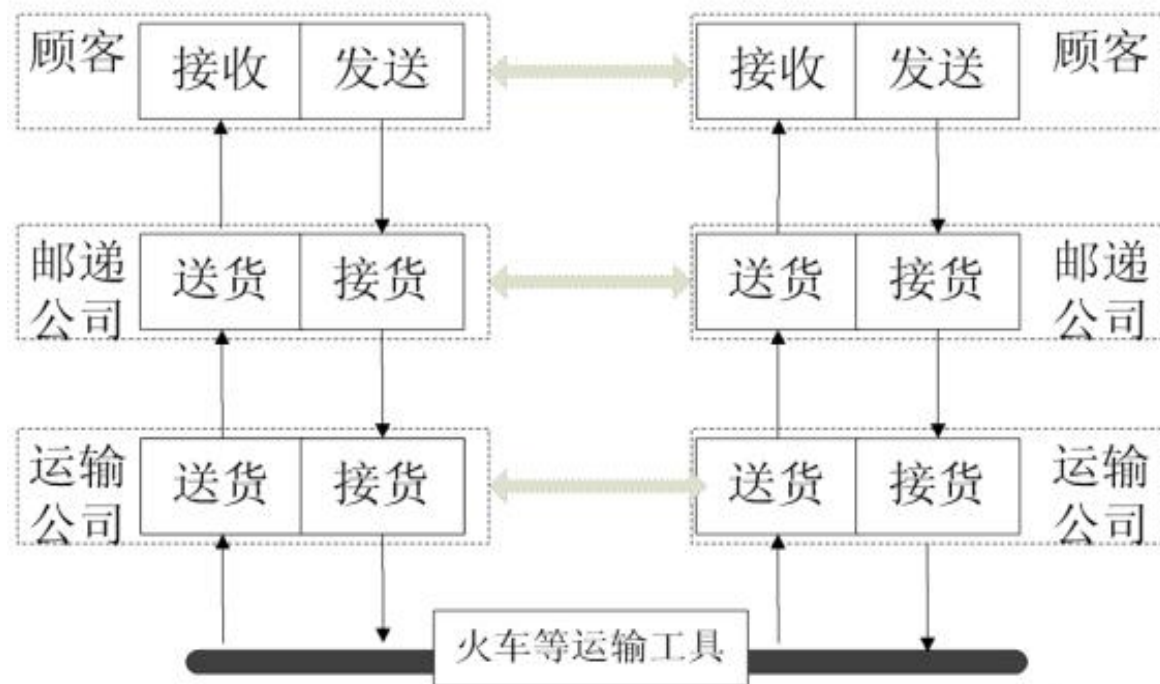 顾客 接收 发送 接收 发送 顾客
邮递 送货 接货 送货 接货 邮递
公司 公司
运输 送货 接货 送货 接货 运输
公司 公司
火车等运输工具